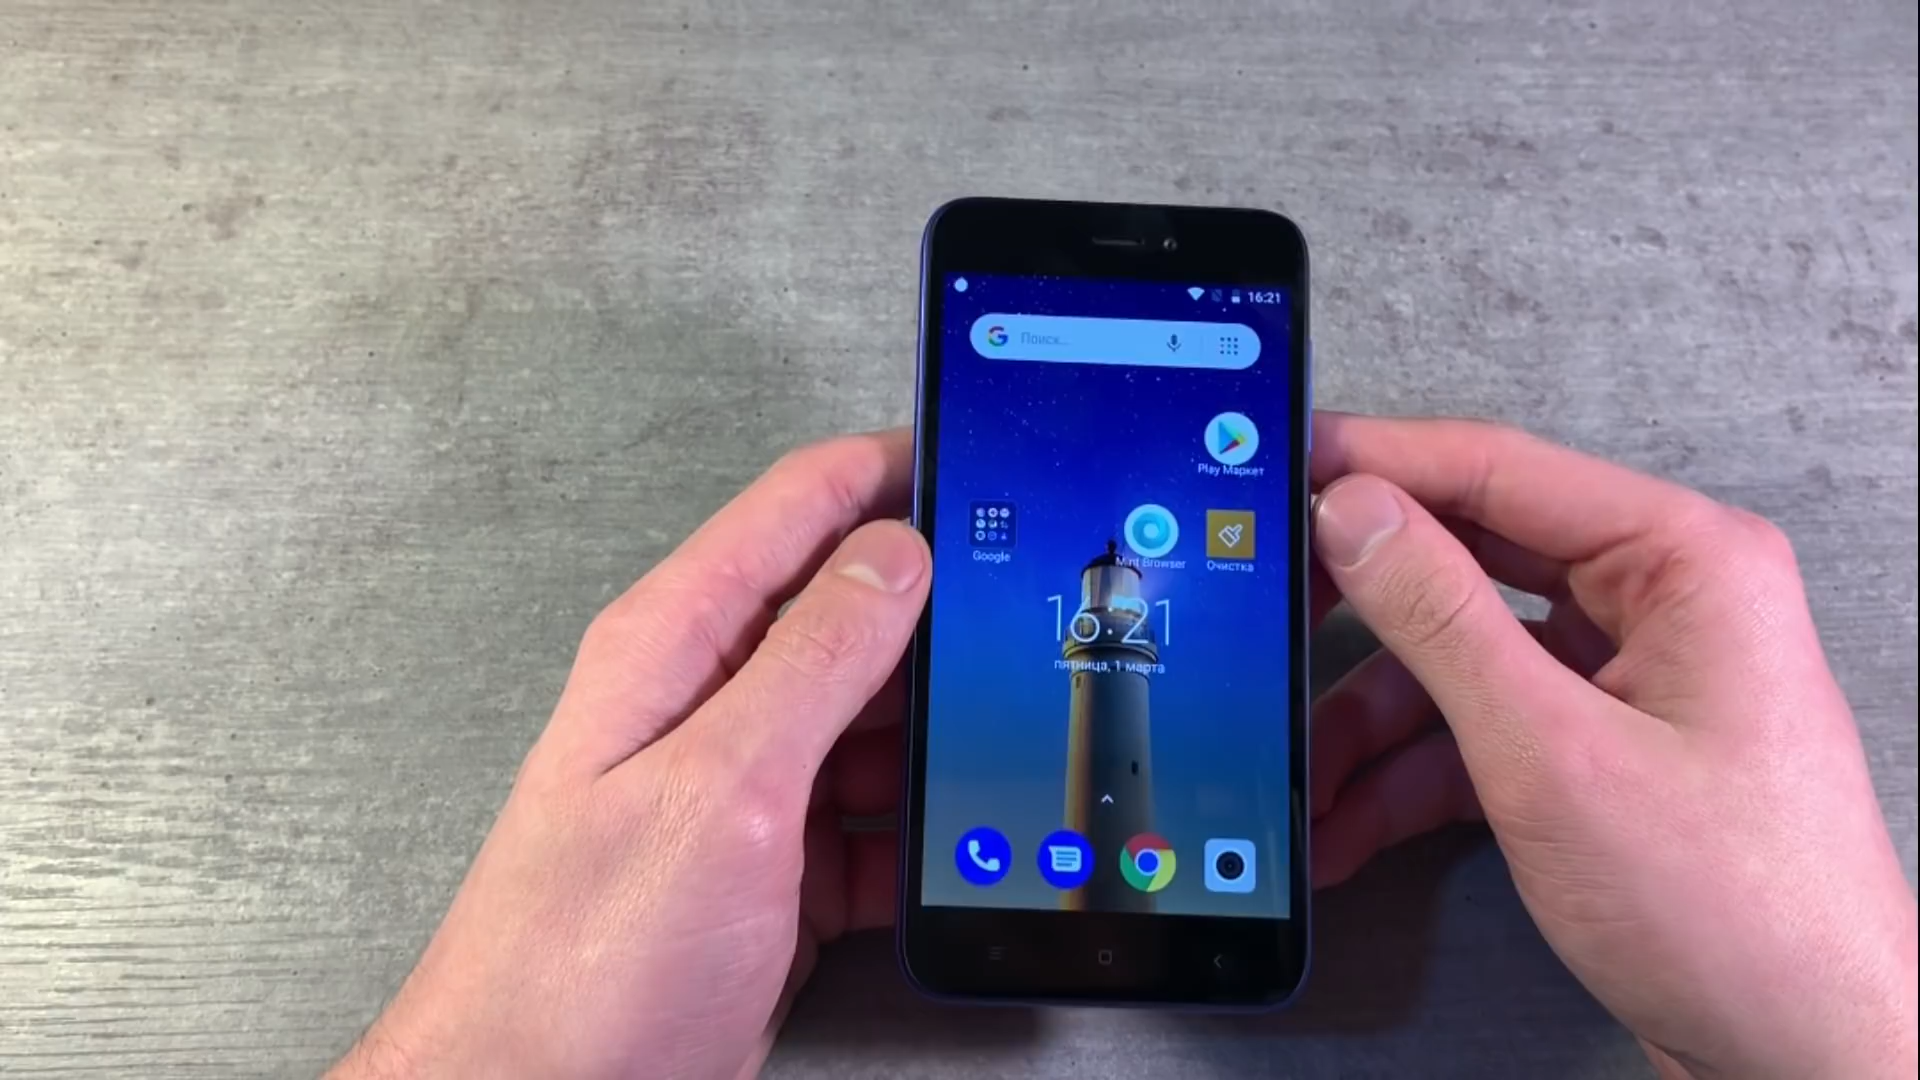 16:21
Поиск...
Play Маркет
Google
Mint Browser
Очистка
16:21
пятница, 1 марта